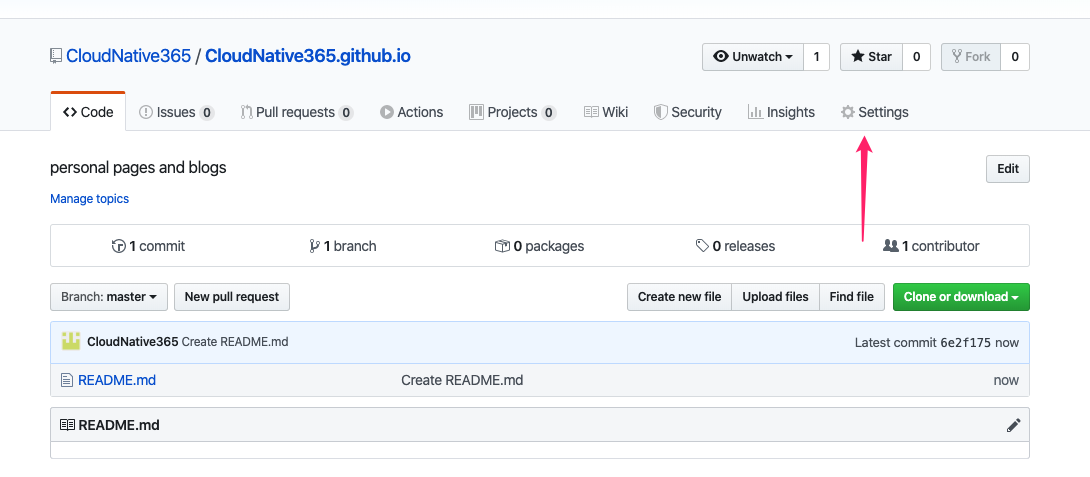 CloudNative365 / CloudNative365.github.io Unwatch 1 Star 0 Fork 0
Code Issues 0 Pull requests 0 Actions Projects 0 Wiki Security Insights Settings
personal pages and blogs Edit
Manage topics
1 commit 1 branch 0 packages 0 releases 1 contributor
Branch: master New pull request Create new file Upload files Find file Clone or download
CloudNative365 Create README.md Latest commit 6e2f175 now
README.md Create README.md now
README.md